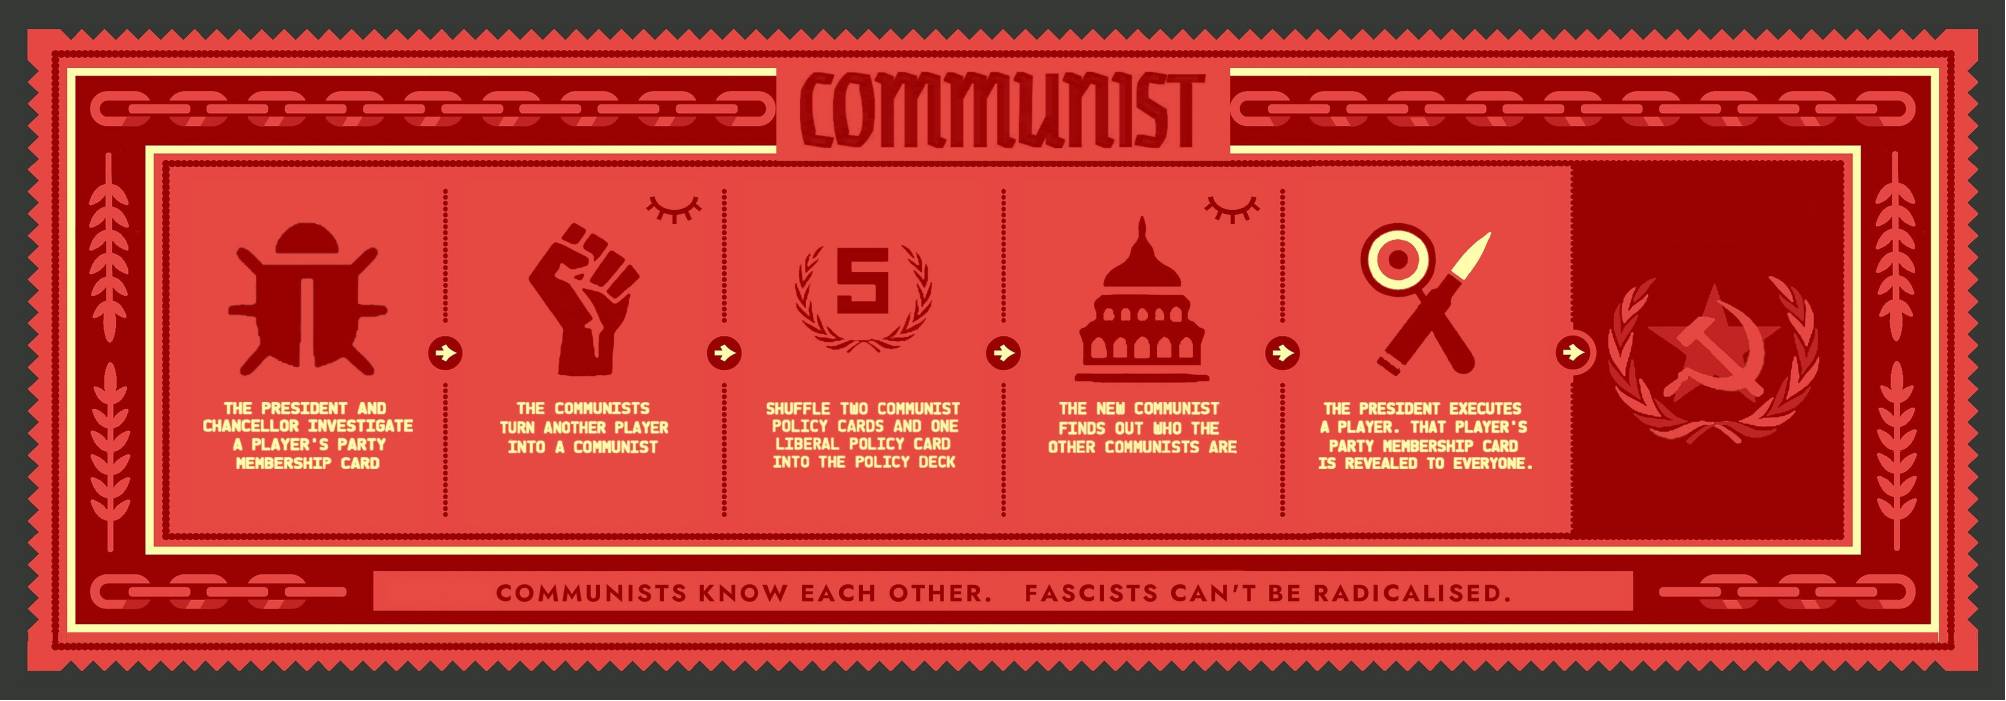 COMMUNIST
THE PRESIDENT AND
CHANCELLOR INVESTIGATE
A PLAYER'S PARTY
MEMBERSHIP CARD
THE COMMUNISTS
TURN ANOTHER PLAYER
INTO A COMMUNIST
5
SHUFFLE TWO COMMUNIST
POLICY CARDS AND ONE
LIBERAL POLICY CARD
INTO THE POLICY DECK
THE NEW COMMUNIST
FINDS OUT WHO THE
OTHER COMMUNISTS ARE
THE PRESIDENT EXECUTES
A PLAYER. THAT PLAYER'S
PARTY MEMBERSHIP CARD
IS REVEALED TO EVERYONE.
COMMUNISTS KNOW EACH OTHER. FASCISTS CAN'T BE RADICALISED.